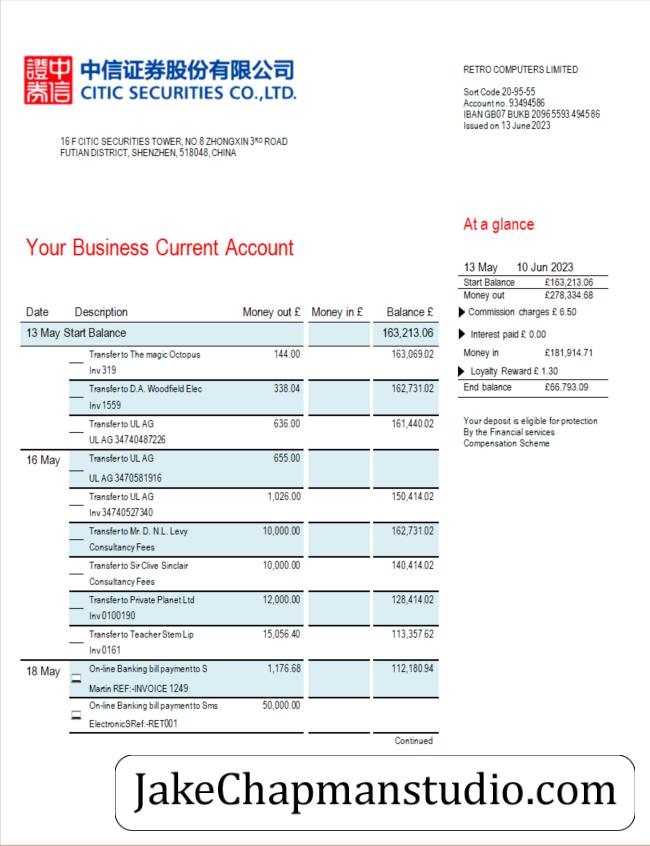 證中
券信
中信证券股份有限公司
CITIC SECURITIES CO.,LTD.
16 F CITIC SECURITIES TOWER, NO.8 ZHONGXIN 3RD ROAD
FUTIAN DISTRICT, SHENZHEN, 518048, CHINA
RETRO COMPUTERS LIMITED
Sort Code 20-95-55
Account no. 93494586
IBAN GB07 BUKB 2096 5593 4945 86
Issued on 13 June 2023
At a glance
13 May 10 Jun 2023
Start Balance £163,213.06
Money out £278,334.68
Commission charges £ 6.50
Interest paid £ 0.00
Money in £181,914.71
Loyalty Reward £ 1.30
End balance £66.793.09
Your deposit is eligible for protection
By the Financial services
Compensation Scheme
Your Business Current Account
Date Description Money out £ Money in £ Balance £
13 May Start Balance 163,213.06
Transfer to The magic Octopus 144.00 163,069.02
Inv 319
Transfer to D.A. Woodfield Elec 338.04 162,731.02
Inv 1559
Transfer to UL AG 636.00 161,440.02
UL AG 34740487226
16 May Transfer to UL AG 655.00
UL AG 3470581916
Transfer to UL AG 1,026.00 150,414.02
Inv 34740527340
Transfer to Mr. D. N.L. Levy 10,000.00 162,731.02
Consultancy Fees
Transfer to Sir Clive Sinclair 10,000.00 140,414.02
Consultancy Fees
Transfer to Private Planet Ltd 12,000.00 128,414.02
Inv 0100190
Transfer to Teacher Stem Lip 15,056.40 113,357.62
Inv 0161
18 May On-line Banking bill payment to S 1,176.68 112,180.94
Martin REF:-INVOICE 1249
On-line Banking bill payment to Sms 50,000.00
ElectronicSRef:-RET001
Continued
JakeChapmanstudio.com